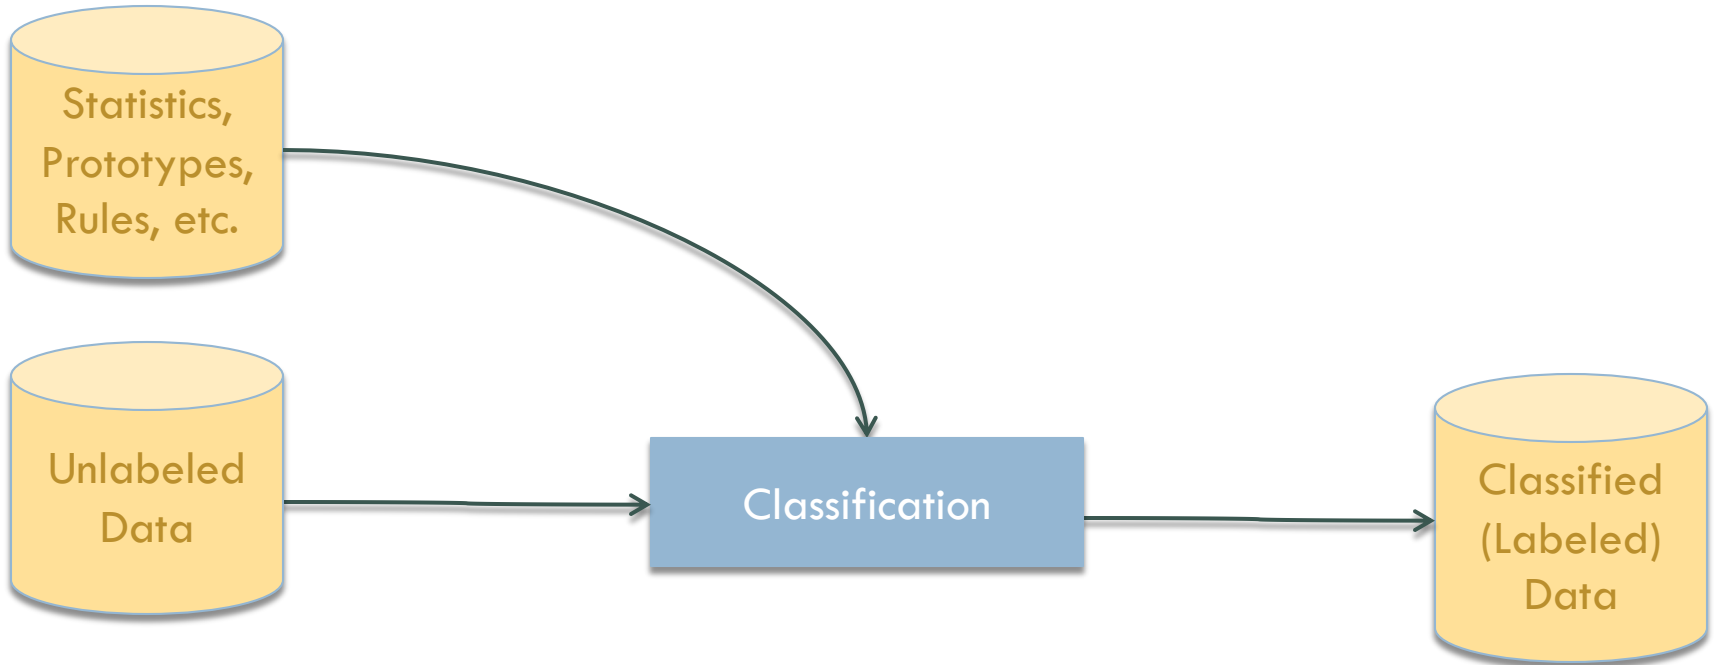 Statistics,
Prototypes,
Rules, etc.
Unlabeled
Data
Classification
Classified
(Labeled)
Data